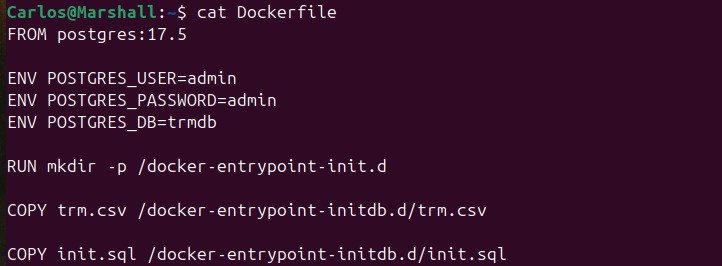 Carlos@Marshall:~$ cat Dockerfile
FROM postgres:17.5
ENV POSTGRES_USER=admin
ENV POSTGRES_PASSWORD=admin
ENV POSTGRES_DB=trmdb
RUN mkdir -p /docker-entrypoint-init.d
COPY trm.csv /docker-entrypoint-initdb.d/trm.csv
COPY init.sql /docker-entrypoint-initdb.d/init.sql